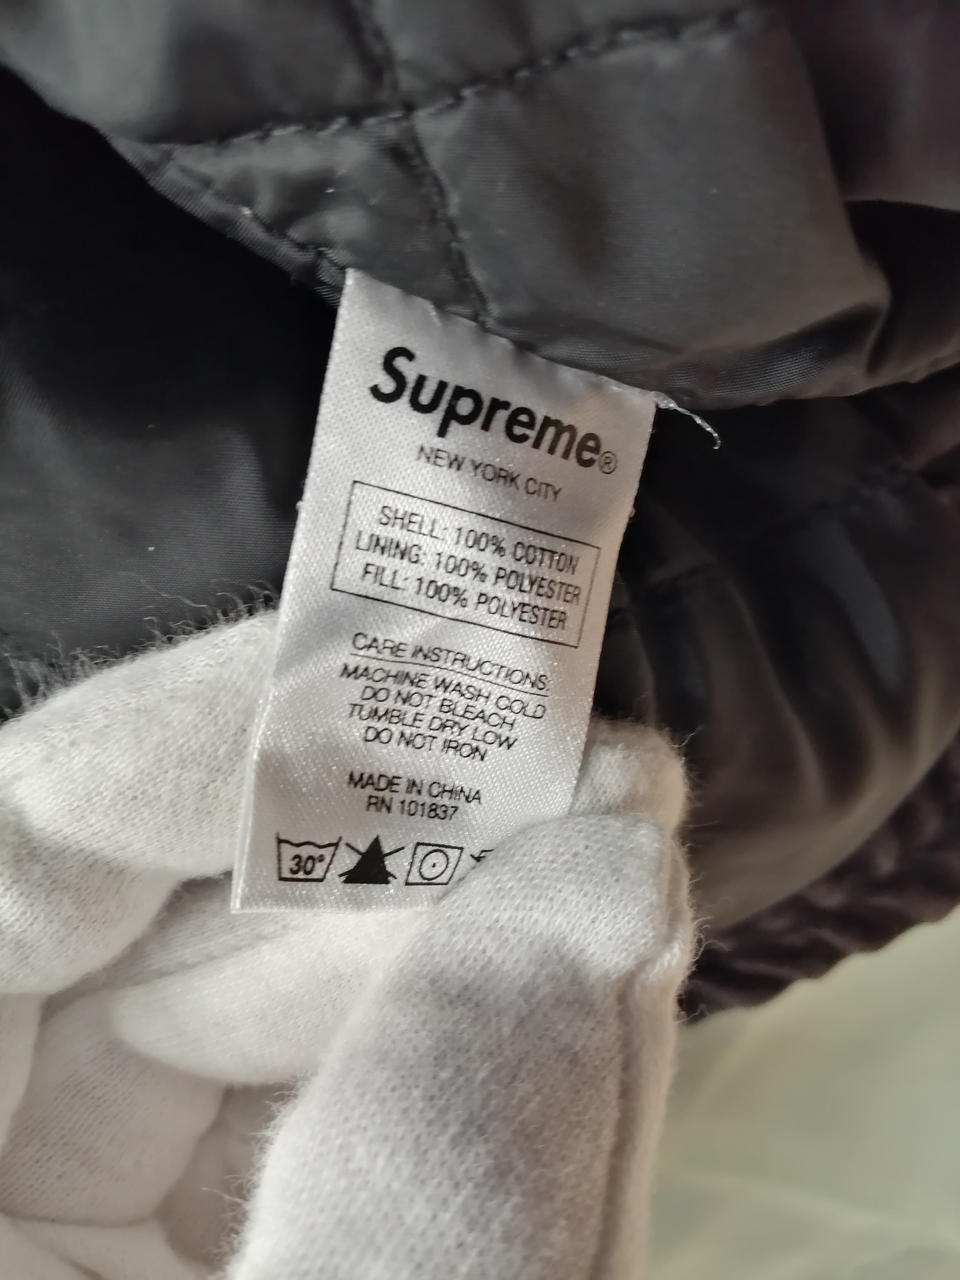 Supreme®
NEW YORK CITY
SHELL: 100% COTTON
LINING: 100% POLYESTER
FILL: 100% POLYESTER
CARE INSTRUCTIONS:
MACHINE WASH COLD
DO NOT BLEACH
TUMBLE DRY LOW
DO NOT IRON
MADE IN CHINA
RN 101837
30°